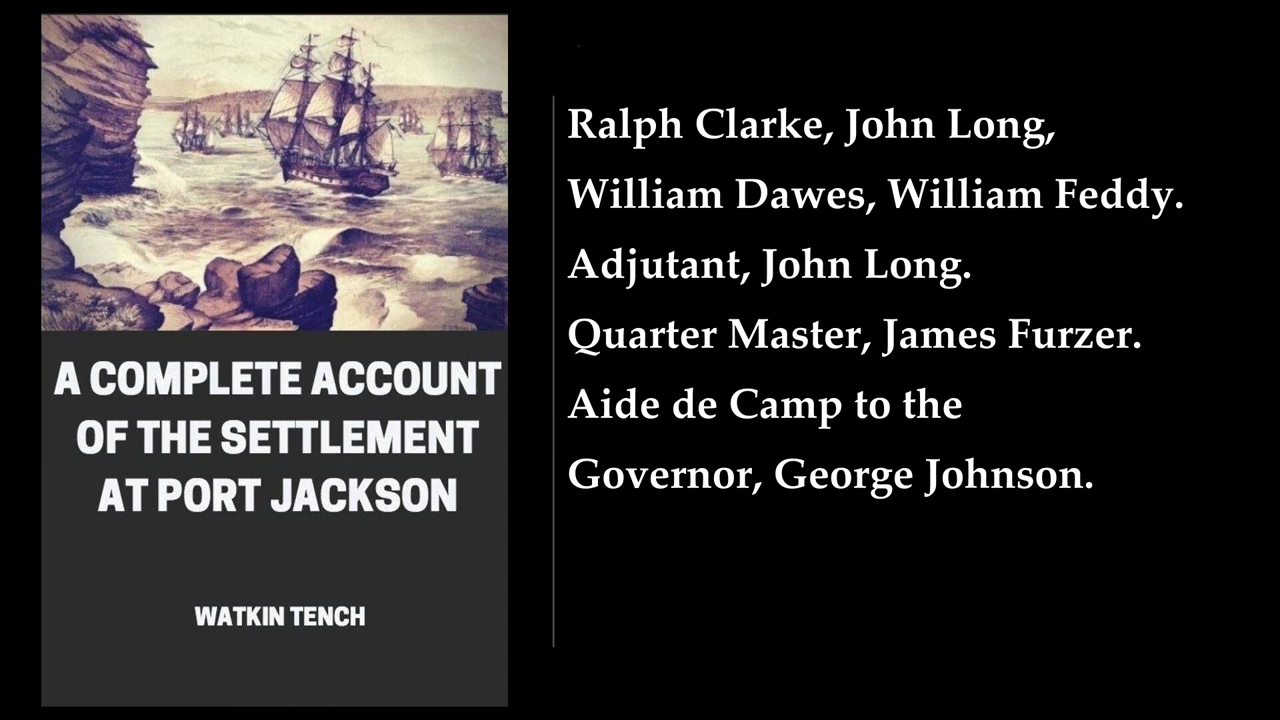 A COMPLETE ACCOUNT
OF THE SETTLEMENT
AT PORT JACKSON
WATKIN TENCH
Ralph Clarke, John Long,
William Dawes, William Feddy.
Adjutant, John Long.
Quarter Master, James Furzer.
Aide de Camp to the
Governor, George Johnson.